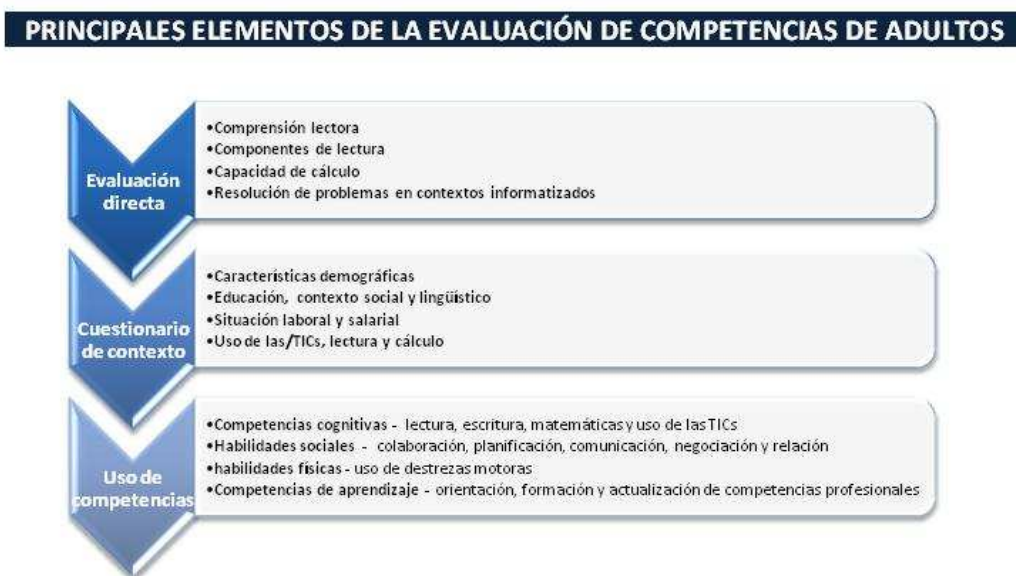 PRINCIPALES ELEMENTOS DE LA EVALUACIÓN DE COMPETENCIAS DE ADULTOS
Evaluación
directa
•Comprensión lectora
•Componentes de lectura
•Capacidad de cálculo
•Resolución de problemas en contextos informatizados
Cuestionario
de contexto
•Características demográficas
•Educación, contexto social y lingüístico
•Situación laboral y salarial
•Uso de las/TICs, lectura y cálculo
Uso de
competencias
•Competencias cognitivas - lectura, escritura, matemáticas y uso de las TICs
•Habilidades sociales - colaboración, planificación, comunicación, negociación y relación
•habilidades físicas - uso de destrezas motoras
•Competencias de aprendizaje - orientación, formación y actualización de competencias profesionales